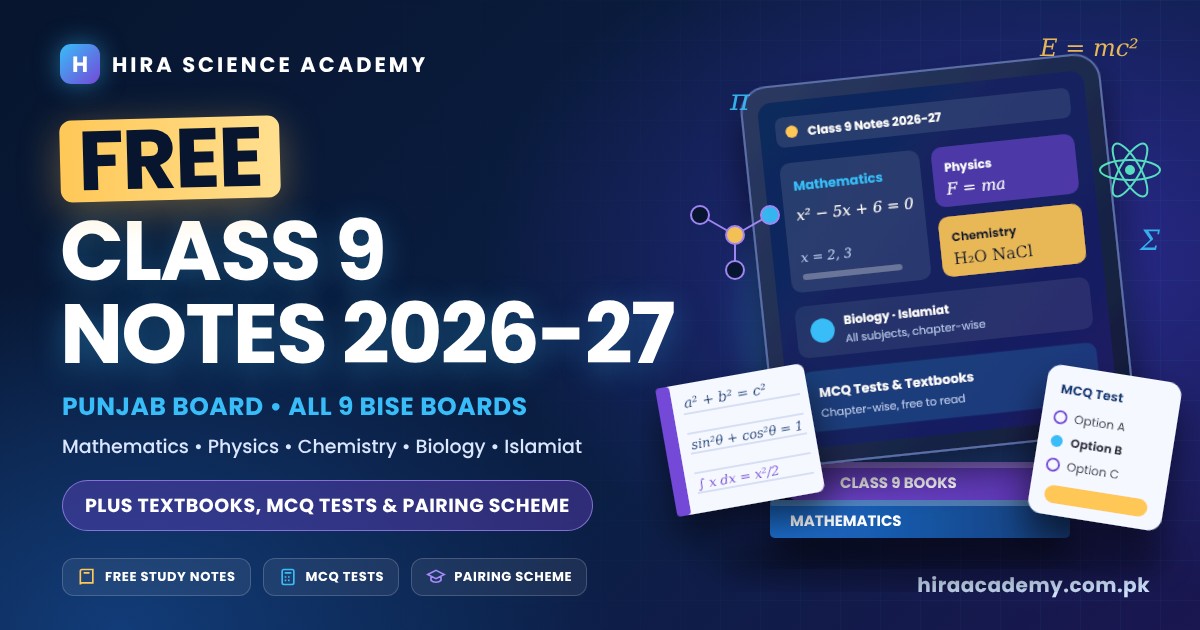 H HIRA SCIENCE ACADEMY
FREE
CLASS 9
NOTES 2026-27
PUNJAB BOARD • ALL 9 BISE BOARDS
Mathematics • Physics • Chemistry • Biology • Islamiat
PLUS TEXTBOOKS, MCQ TESTS & PAIRING SCHEME
FREE STUDY NOTES
MCQ TESTS
PAIRING SCHEME
E = mc²
π
Σ
Class 9 Notes 2026-27
Mathematics
x² − 5x + 6 = 0
x = 2, 3
Physics
F = ma
Chemistry
H₂O NaCl
Biology · Islamiat
All subjects, chapter-wise
MCQ Tests & Textbooks
Chapter-wise, free to read
a² + b² = c²
sin²θ + cos²θ = 1
∫ x dx = x²/2
MCQ Test
Option A
Option B
Option C
CLASS 9 BOOKS
MATHEMATICS
hiraacademy.com.pk